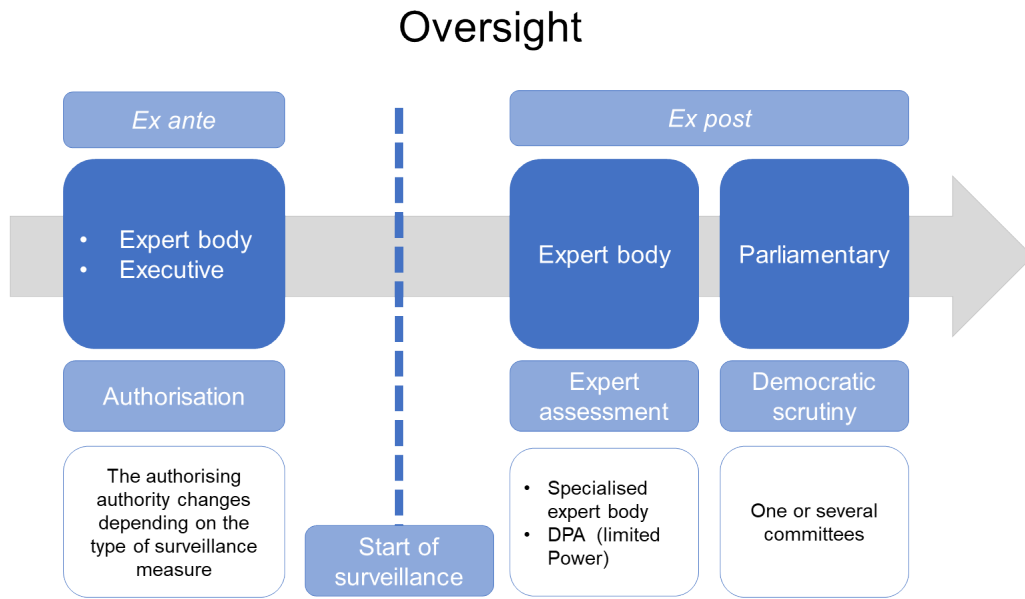 Oversight
Ex ante
Ex post
• Expert body
• Executive
Expert body
Parliamentary
Authorisation
Expert
assessment
Democratic
scrutiny
The authorising
authority changes
depending on the
type of surveillance
measure
Start of
surveillance
• Specialised
expert body
• DPA (limited
Power)
One or several
committees